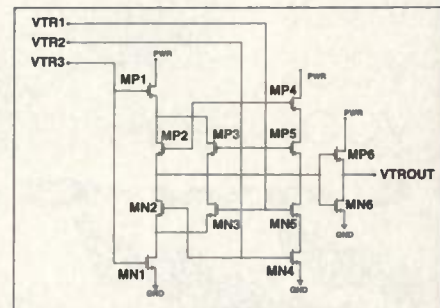 VTR1
VTR2
VTR3
PWR
MP1
PWR
MP4
PWR
MP2
MP3
MP5
MP6
VTROUT
MN2
MN3
MN5
MN6
GND
MN1
MN4
GND
GND